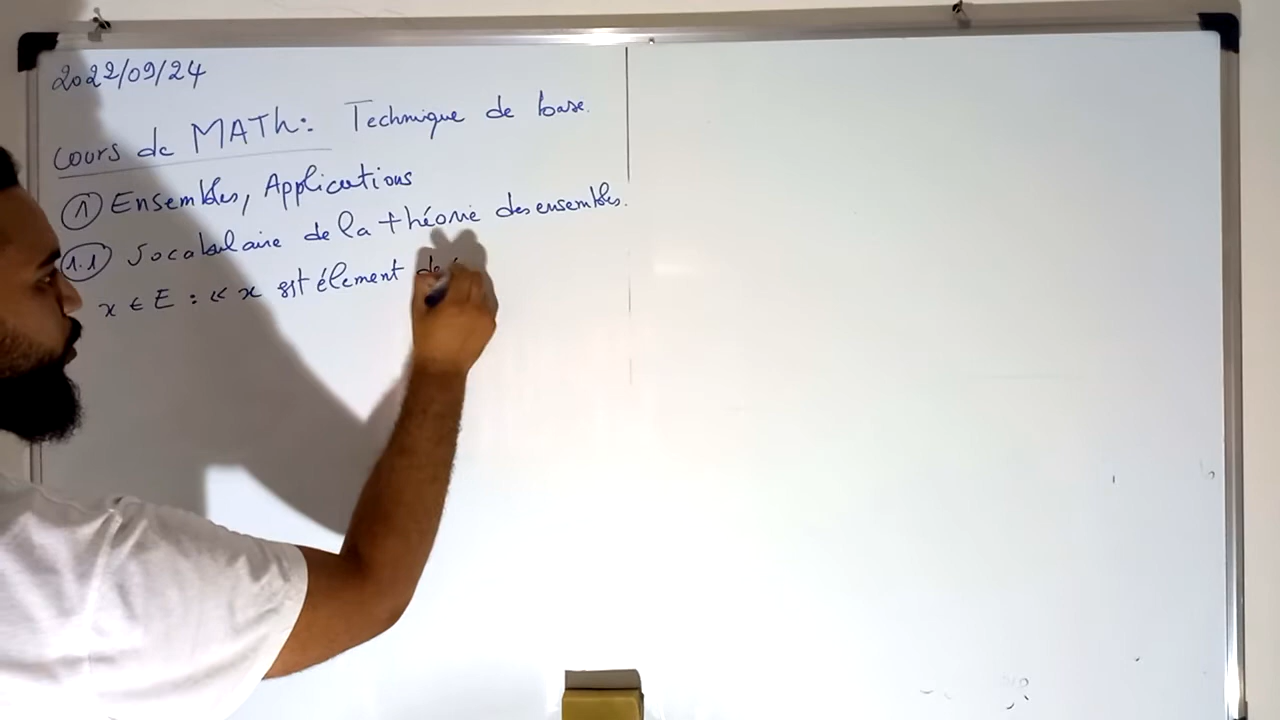 2022/09/24
Cours de MATH: Technique de base.
① Ensembles, Applications
1.1 Vocabulaire de la théorie des ensembles.
x ∈ E : « x est élément de